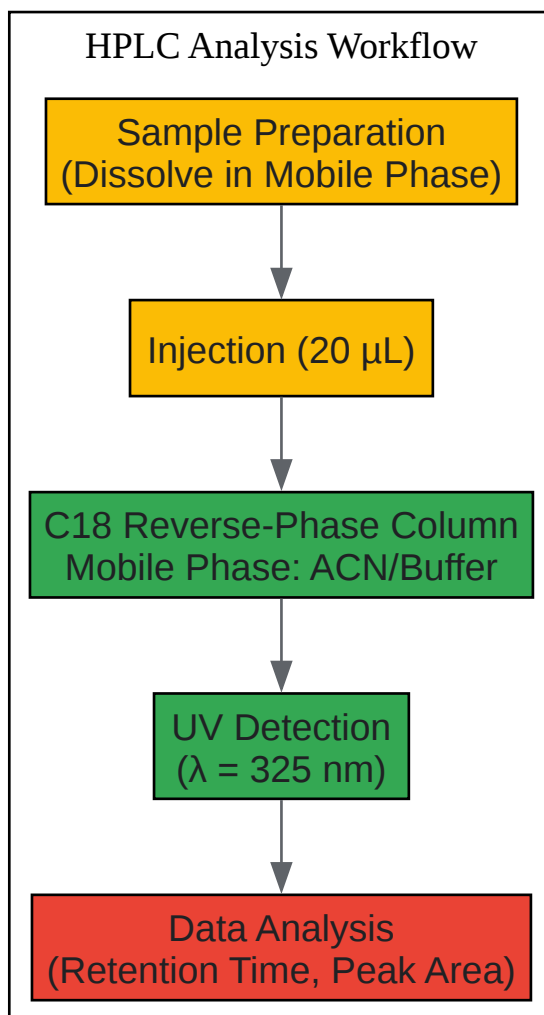 HPLC Analysis Workflow
Sample Preparation
(Dissolve in Mobile Phase)
Injection (20 µL)
C18 Reverse-Phase Column
Mobile Phase: ACN/Buffer
UV Detection
(λ = 325 nm)
Data Analysis
(Retention Time, Peak Area)